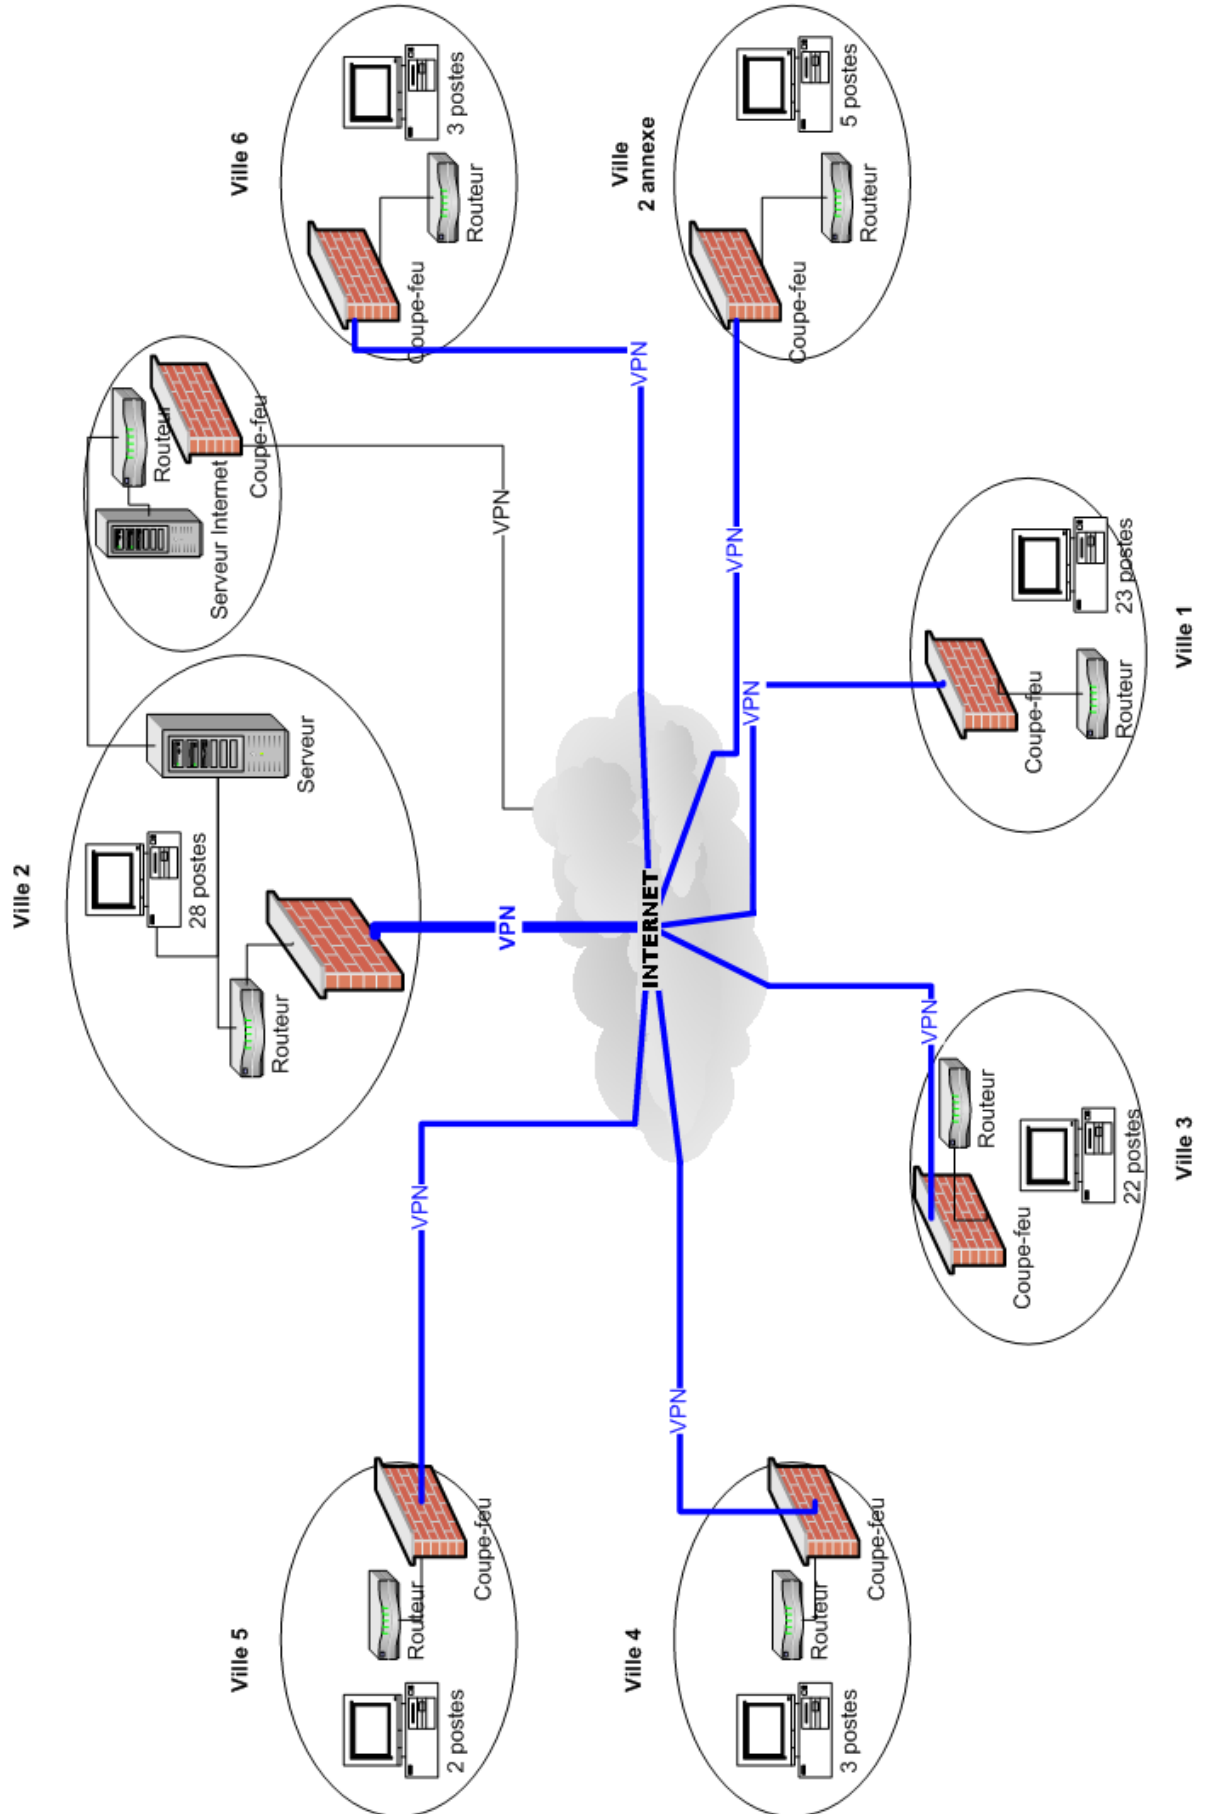 Ville 2
28 postes
Routeur
Serveur
Serveur Internet
Routeur
Coupe-feu
VPN
VPN
Ville 5
2 postes
Routeur
Coupe-feu
VPN
Ville 6
Coupe-feu
Routeur
3 postes
VPN
INTERNET
Ville 4
3 postes
Routeur
Coupe-feu
VPN
Ville
2 annexe
Coupe-feu
Routeur
5 postes
VPN
VPN
VPN
Coupe-feu
Routeur
22 postes
Ville 3
Coupe-feu
Routeur
23 postes
Ville 1